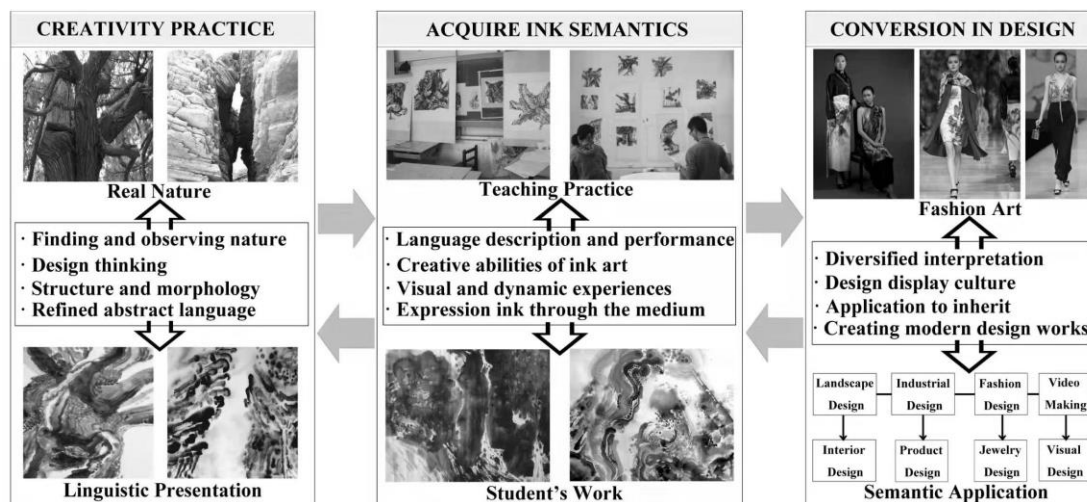 CREATIVITY PRACTICE
Real Nature
· Finding and observing nature
· Design thinking
· Structure and morphology
· Refined abstract language
Linguistic Presentation
ACQUIRE INK SEMANTICS
Teaching Practice
· Language description and performance
· Creative abilities of ink art
· Visual and dynamic experiences
· Expression ink through the medium
Student's Work
CONVERSION IN DESIGN
Fashion Art
· Diversified interpretation
· Design display culture
· Application to inherit
· Creating modern design works
Landscape
Design
Industrial
Design
Fashion
Design
Video
Making
Interior
Design
Product
Design
Jewelry
Design
Visual
Design
Semantic Application